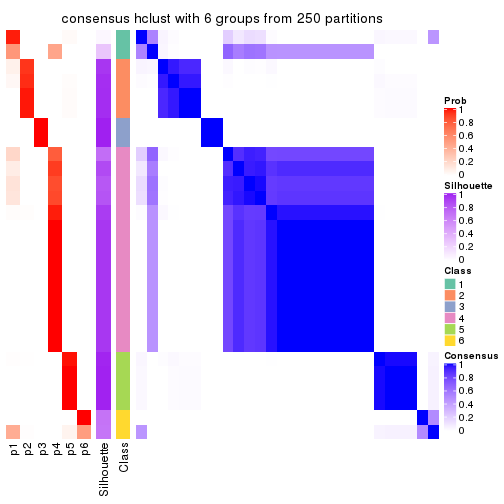 consensus hclust with 6 groups from 250 partitions
Prob
1
0.8
0.6
0.4
0.2
0
Silhouette
1
0.8
0.6
0.4
0.2
0
Class
1
2
3
4
5
6
Consensus
1
0.8
0.6
0.4
0.2
0
p1
p2
p3
p4
p5
p6
Silhouette
Class